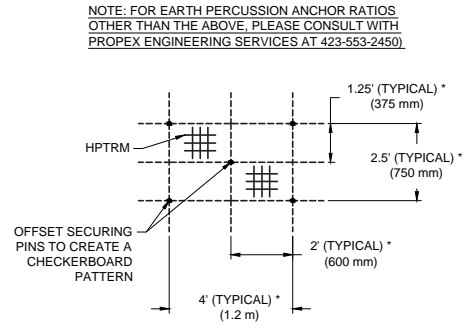 NOTE: FOR EARTH PERCUSSION ANCHOR RATIOS
OTHER THAN THE ABOVE, PLEASE CONSULT WITH
PROPEX ENGINEERING SERVICES AT 423-553-2450)
1.25' (TYPICAL) *
(375 mm)
HPTRM
2.5' (TYPICAL) *
(750 mm)
OFFSET SECURING
PINS TO CREATE A
CHECKERBOARD
PATTERN
2' (TYPICAL) *
(600 mm)
4' (TYPICAL) *
(1.2 m)